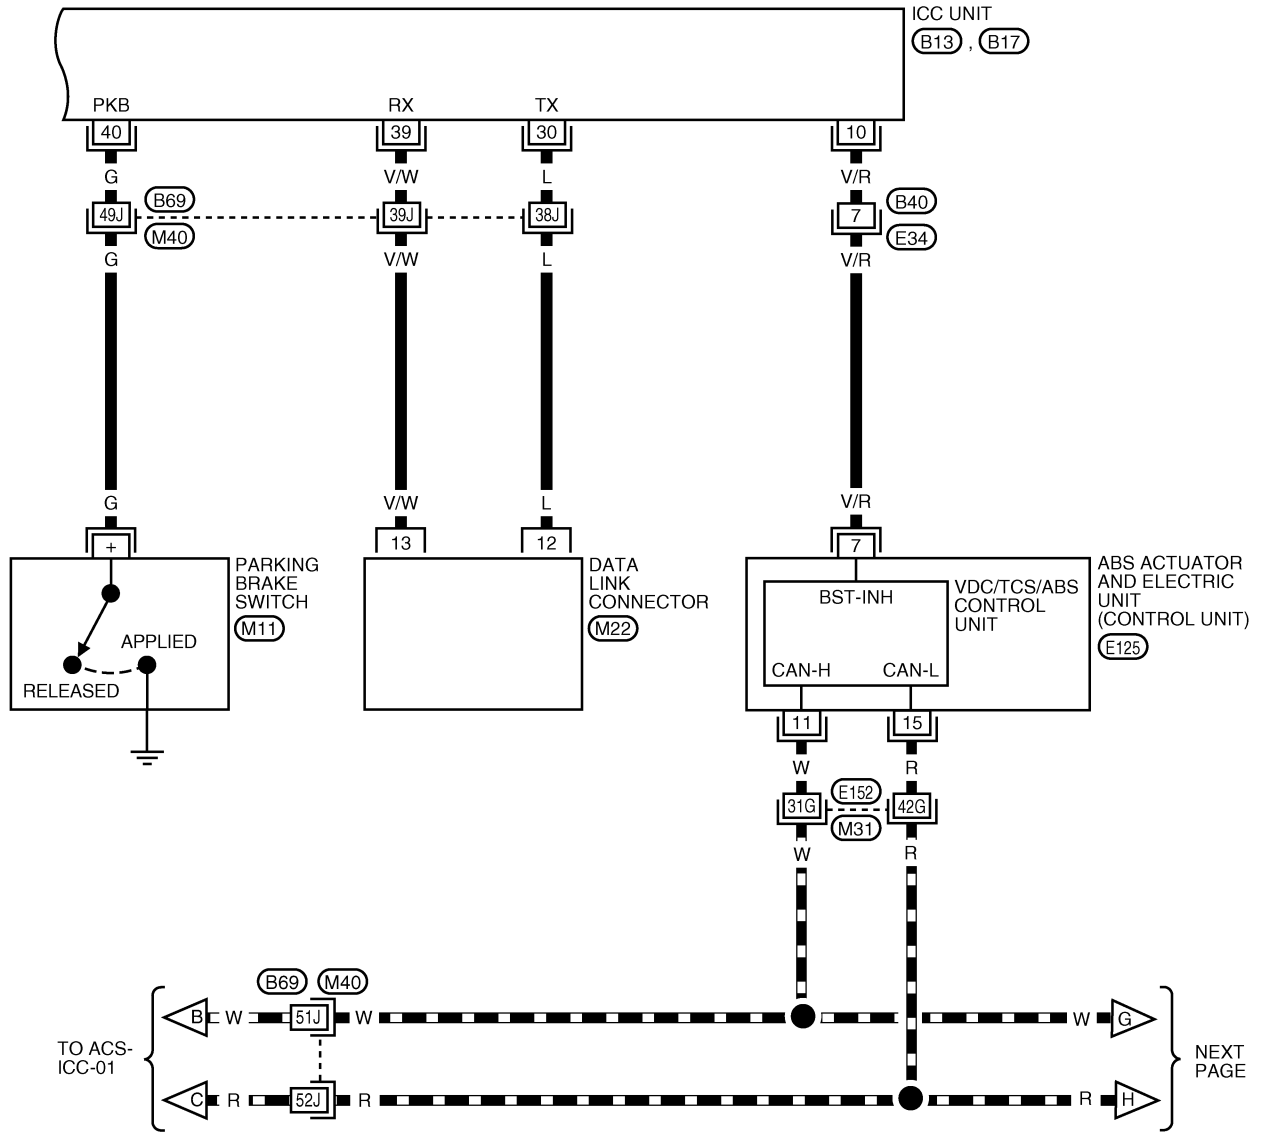 ICC UNIT
B13 , B17
PKB
RX
TX
40
39
30
10
G
V/W
L
V/R
49J
B69
M40
39J
38J
7
B40
E34
G
V/W
L
V/R
G
V/W
L
V/R
+
13
12
7
PARKING
BRAKE
SWITCH
M11
APPLIED
RELEASED
DATA
LINK
CONNECTOR
M22
BST-INH
VDC/TCS/ABS
CONTROL
UNIT
CAN-H
CAN-L
ABS ACTUATOR
AND ELECTRIC
UNIT
(CONTROL UNIT)
E125
11
15
W
R
31G
E152
M31
42G
W
R
B69
M40
B
W
51J
W
W
G
TO ACS-
ICC-01
NEXT
PAGE
C
R
52J
R
R
H